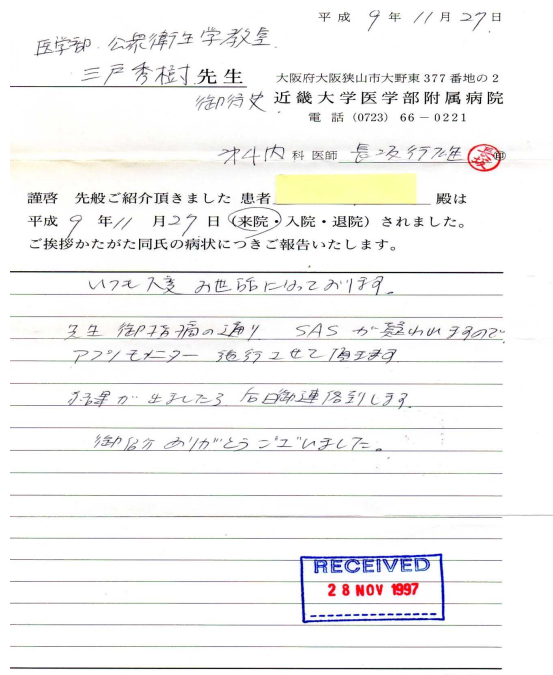 平成 9 年 11 月 27 日
医学部 公衆衛生学教室
三戸秀樹 先生
御侍史
大阪府大阪狭山市大野東377番地の2
近畿大学医学部附属病院
電話 (0723) 66-0221
オ4内 科 医師 長坂行雄 ㊞
謹啓 先般ご紹介頂きました 患者 殿は
平成 9 年 11 月 27 日 (来院・入院・退院) されました。
ご挨拶かたがた同氏の病状につきご報告いたします。
いつも大変お世話になっております。
先生御指摘の通り SASが疑われますので
アプノモニター 施行させて頂きます
結果が出ましたら 后日御連絡致します。
御紹介ありがとうございました。
RECEIVED
28 NOV 1997